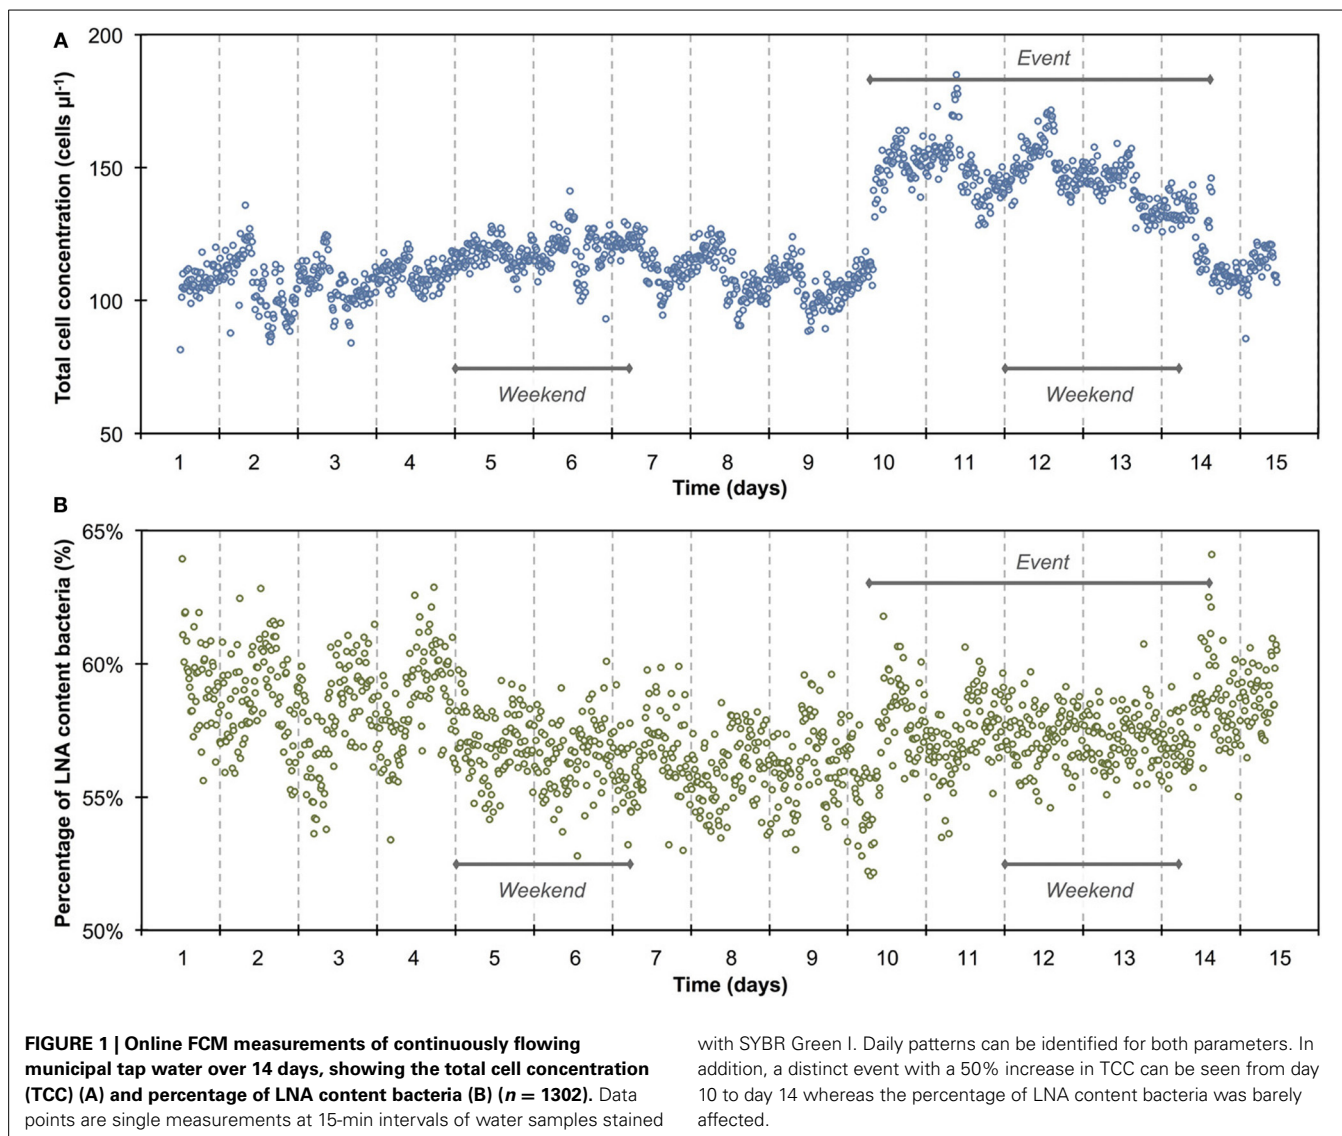 A
Total cell concentration (cells µl⁻¹)
200
150
100
50
Event
Weekend
Weekend
1 2 3 4 5 6 7 8 9 10 11 12 13 14 15
Time (days)
B
Percentage of LNA content bacteria (%)
65%
60%
55%
50%
Event
Weekend
Weekend
1 2 3 4 5 6 7 8 9 10 11 12 13 14 15
Time (days)
FIGURE 1 | Online FCM measurements of continuously flowing
municipal tap water over 14 days, showing the total cell concentration
(TCC) (A) and percentage of LNA content bacteria (B) (n = 1302). Data
points are single measurements at 15-min intervals of water samples stained
with SYBR Green I. Daily patterns can be identified for both parameters. In
addition, a distinct event with a 50% increase in TCC can be seen from day
10 to day 14 whereas the percentage of LNA content bacteria was barely
affected.